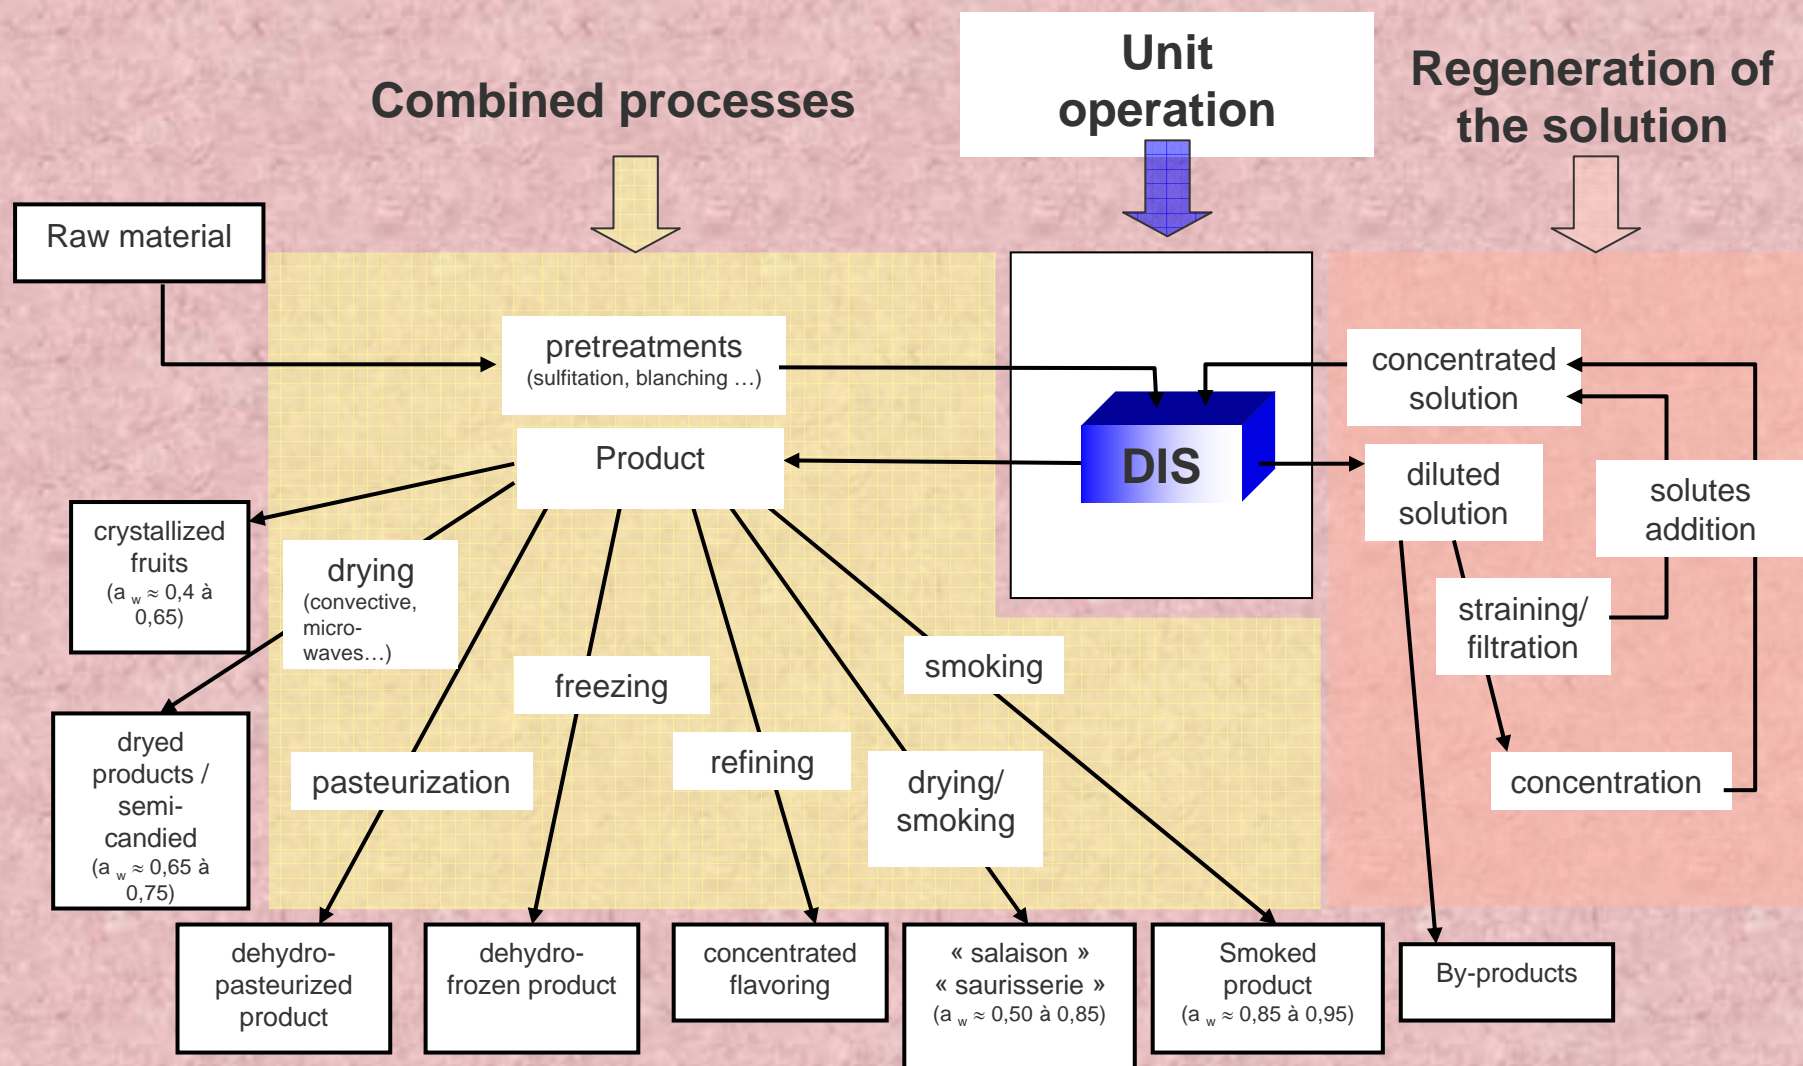 Combined processes
Unit
operation
Regeneration of
the solution
Raw material
pretreatments
(sulfitation, blanching …)
concentrated
solution
Product
DIS
diluted
solution
solutes
addition
crystallized
fruits
(a w ≈ 0,4 à
0,65)
drying
(convective,
micro-
waves…)
straining/
filtration
smoking
freezing
dryed
products /
semi-
candied
(a w ≈ 0,65 à
0,75)
pasteurization
refining
drying/
smoking
concentration
dehydro-
pasteurized
product
dehydro-
frozen product
concentrated
flavoring
« salaison »
« saurisserie »
(a w ≈ 0,50 à 0,85)
Smoked
product
(a w ≈ 0,85 à 0,95)
By-products